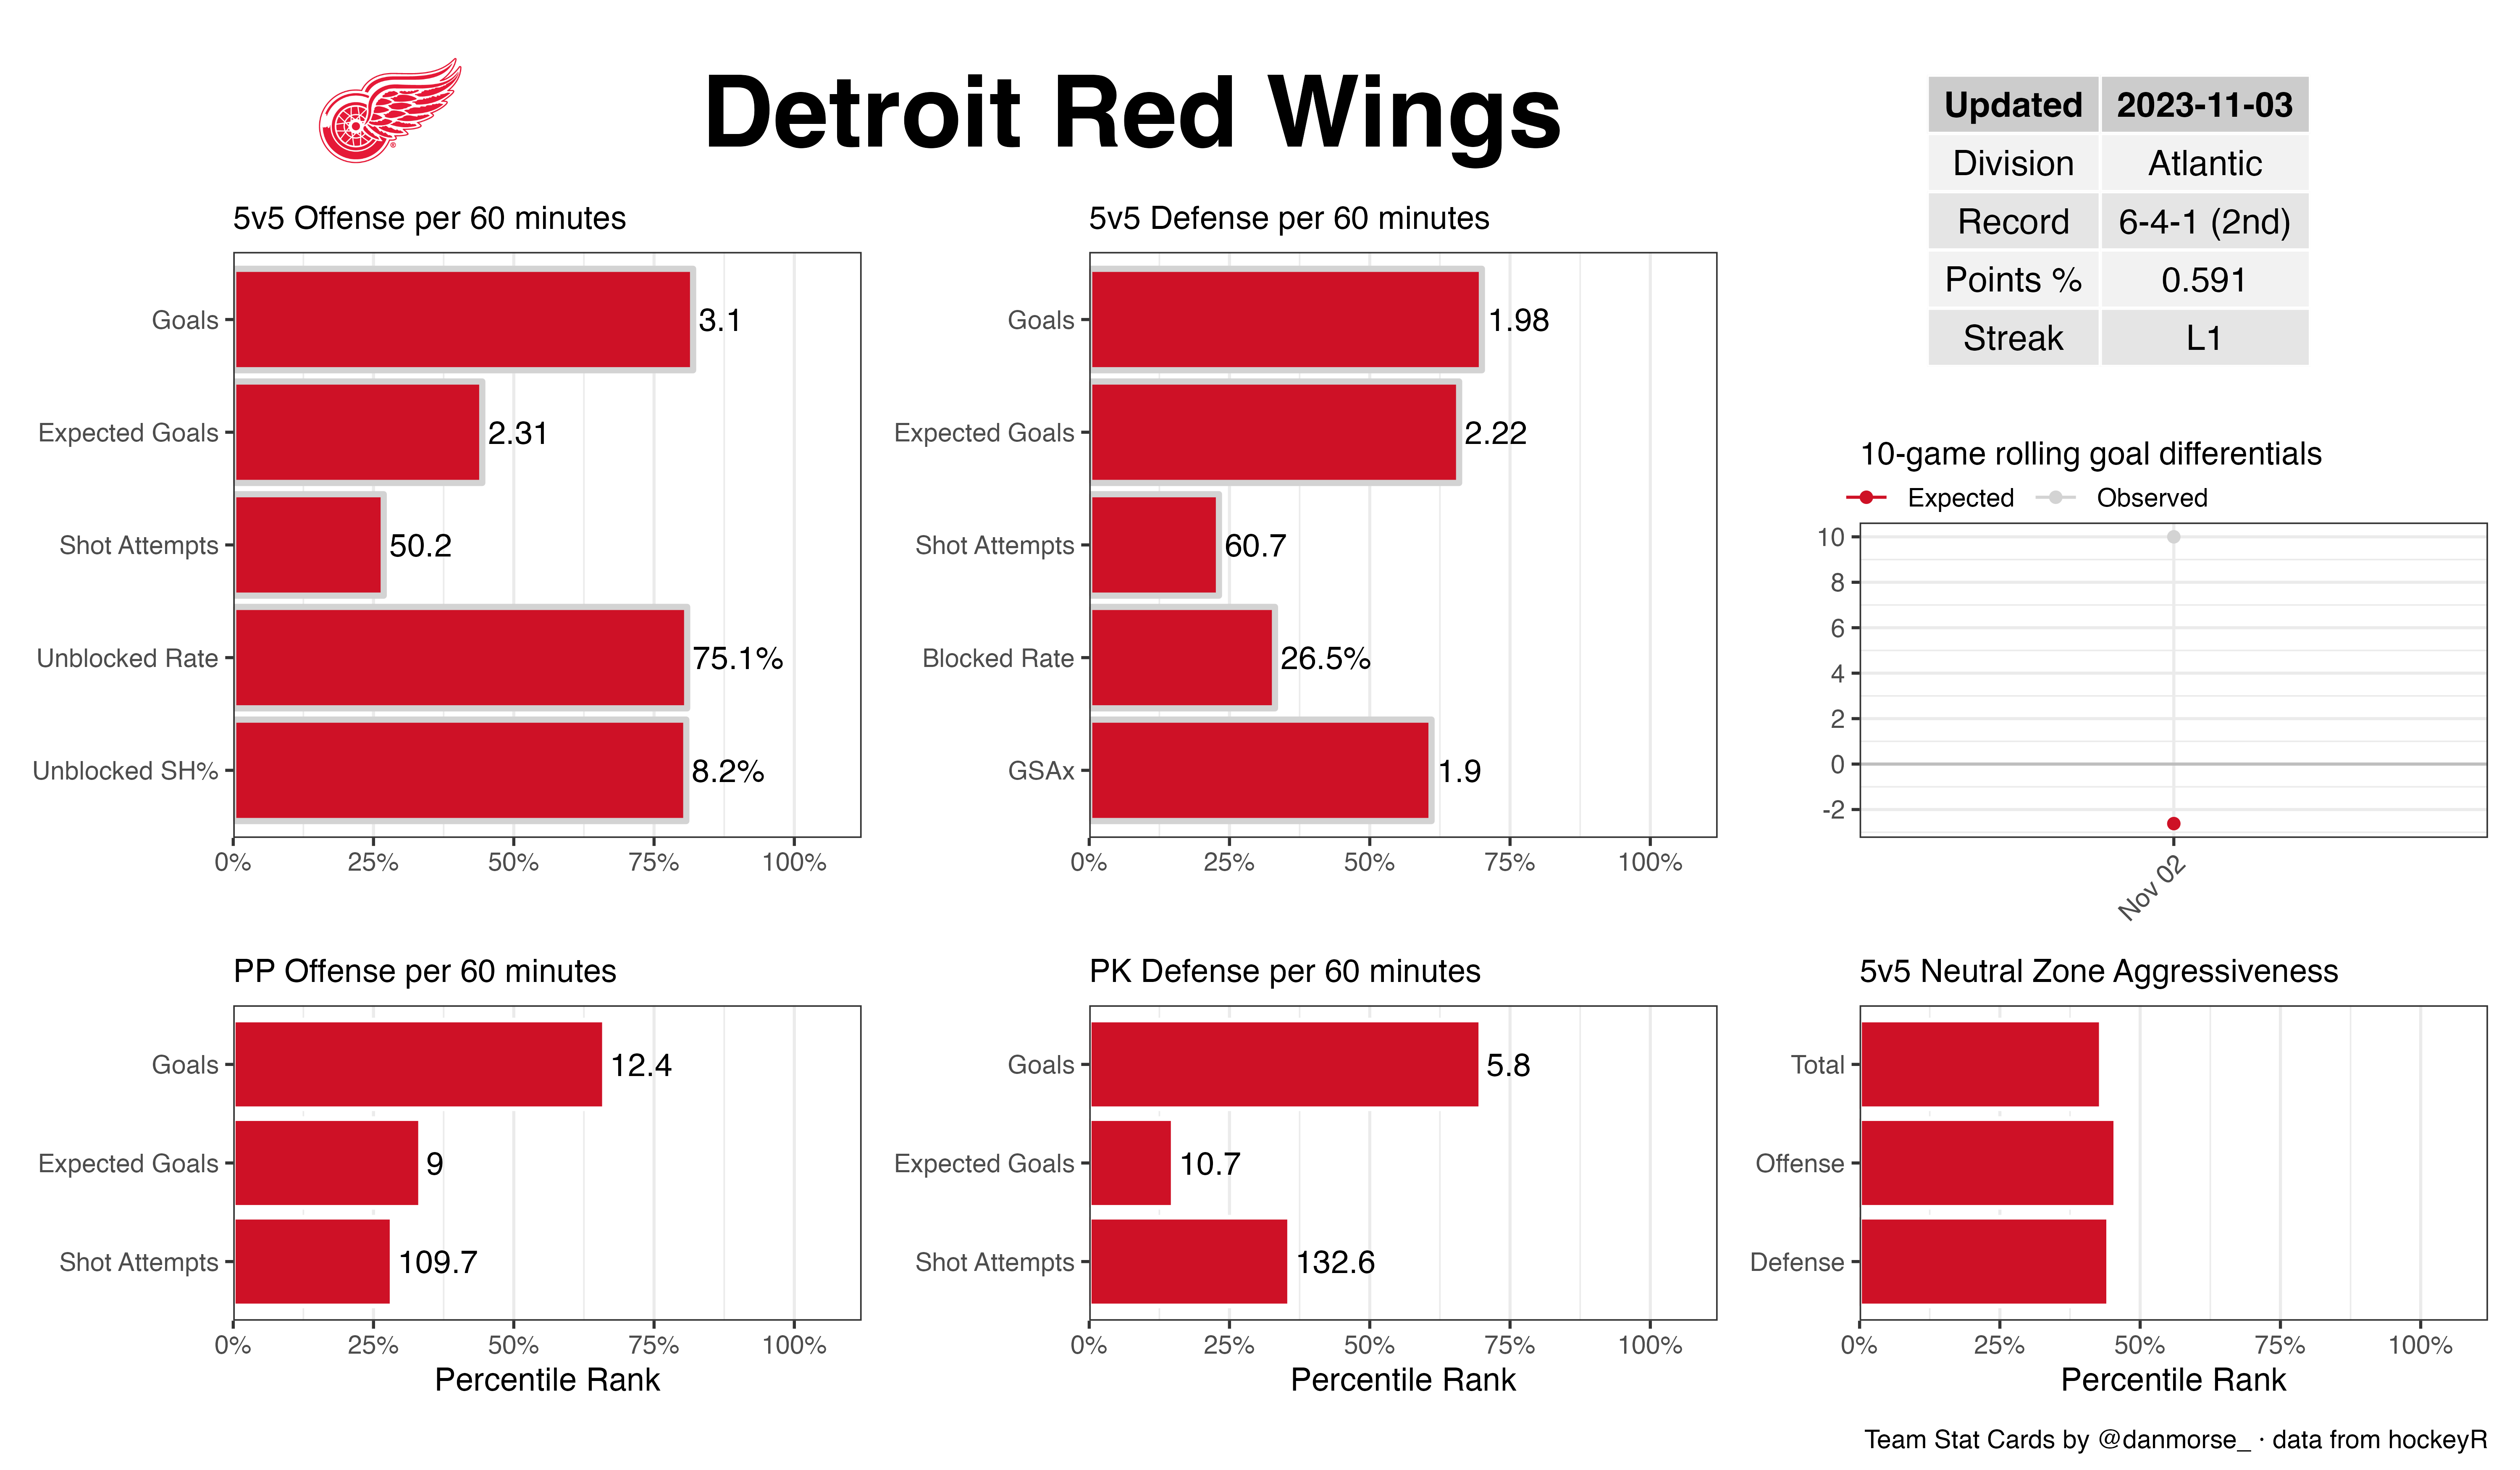 Detroit Red Wings
Updated 2023-11-03
Division Atlantic
Record 6-4-1 (2nd)
Points % 0.591
Streak L1
5v5 Offense per 60 minutes
Goals 3.1
Expected Goals 2.31
Shot Attempts 50.2
Unblocked Rate 75.1%
Unblocked SH% 8.2%
0% 25% 50% 75% 100%
5v5 Defense per 60 minutes
Goals 1.98
Expected Goals 2.22
Shot Attempts 60.7
Blocked Rate 26.5%
GSAx 1.9
0% 25% 50% 75% 100%
10-game rolling goal differentials
Expected Observed
10
8
6
4
2
0
-2
Nov 02
PP Offense per 60 minutes
Goals 12.4
Expected Goals 9
Shot Attempts 109.7
0% 25% 50% 75% 100%
Percentile Rank
PK Defense per 60 minutes
Goals 5.8
Expected Goals 10.7
Shot Attempts 132.6
0% 25% 50% 75% 100%
Percentile Rank
5v5 Neutral Zone Aggressiveness
Total
Offense
Defense
0% 25% 50% 75% 100%
Percentile Rank
Team Stat Cards by @danmorse_ · data from hockeyR